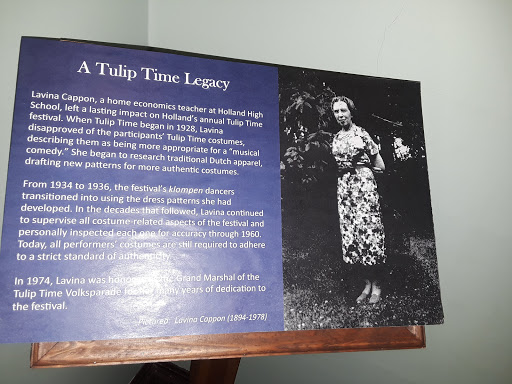 A Tulip Time Legacy
Lavina Cappon, a home economics teacher at Holland High
School, left a lasting impact on Holland's annual Tulip Time
festival. When Tulip Time began in 1928, Lavina
disapproved of the participants' Tulip Time costumes,
describing them as being more appropriate for a "musical
comedy." She began to research traditional Dutch apparel,
drafting new patterns for more authentic costumes.
From 1934 to 1936, the festival's klompen dancers
transitioned into using the dress patterns she had
developed. In the decades that followed, Lavina continued
to supervise all costume-related aspects of the festival and
personally inspected each one for accuracy through 1960.
Today, all performers' costumes are still required to adhere
to a strict standard of authenticity.
In 1974, Lavina was honored Grand Marshal of the
Tulip Time Volksparade many years of dedication to
the festival.
Pictured: Lavina Cappon (1894-1978)